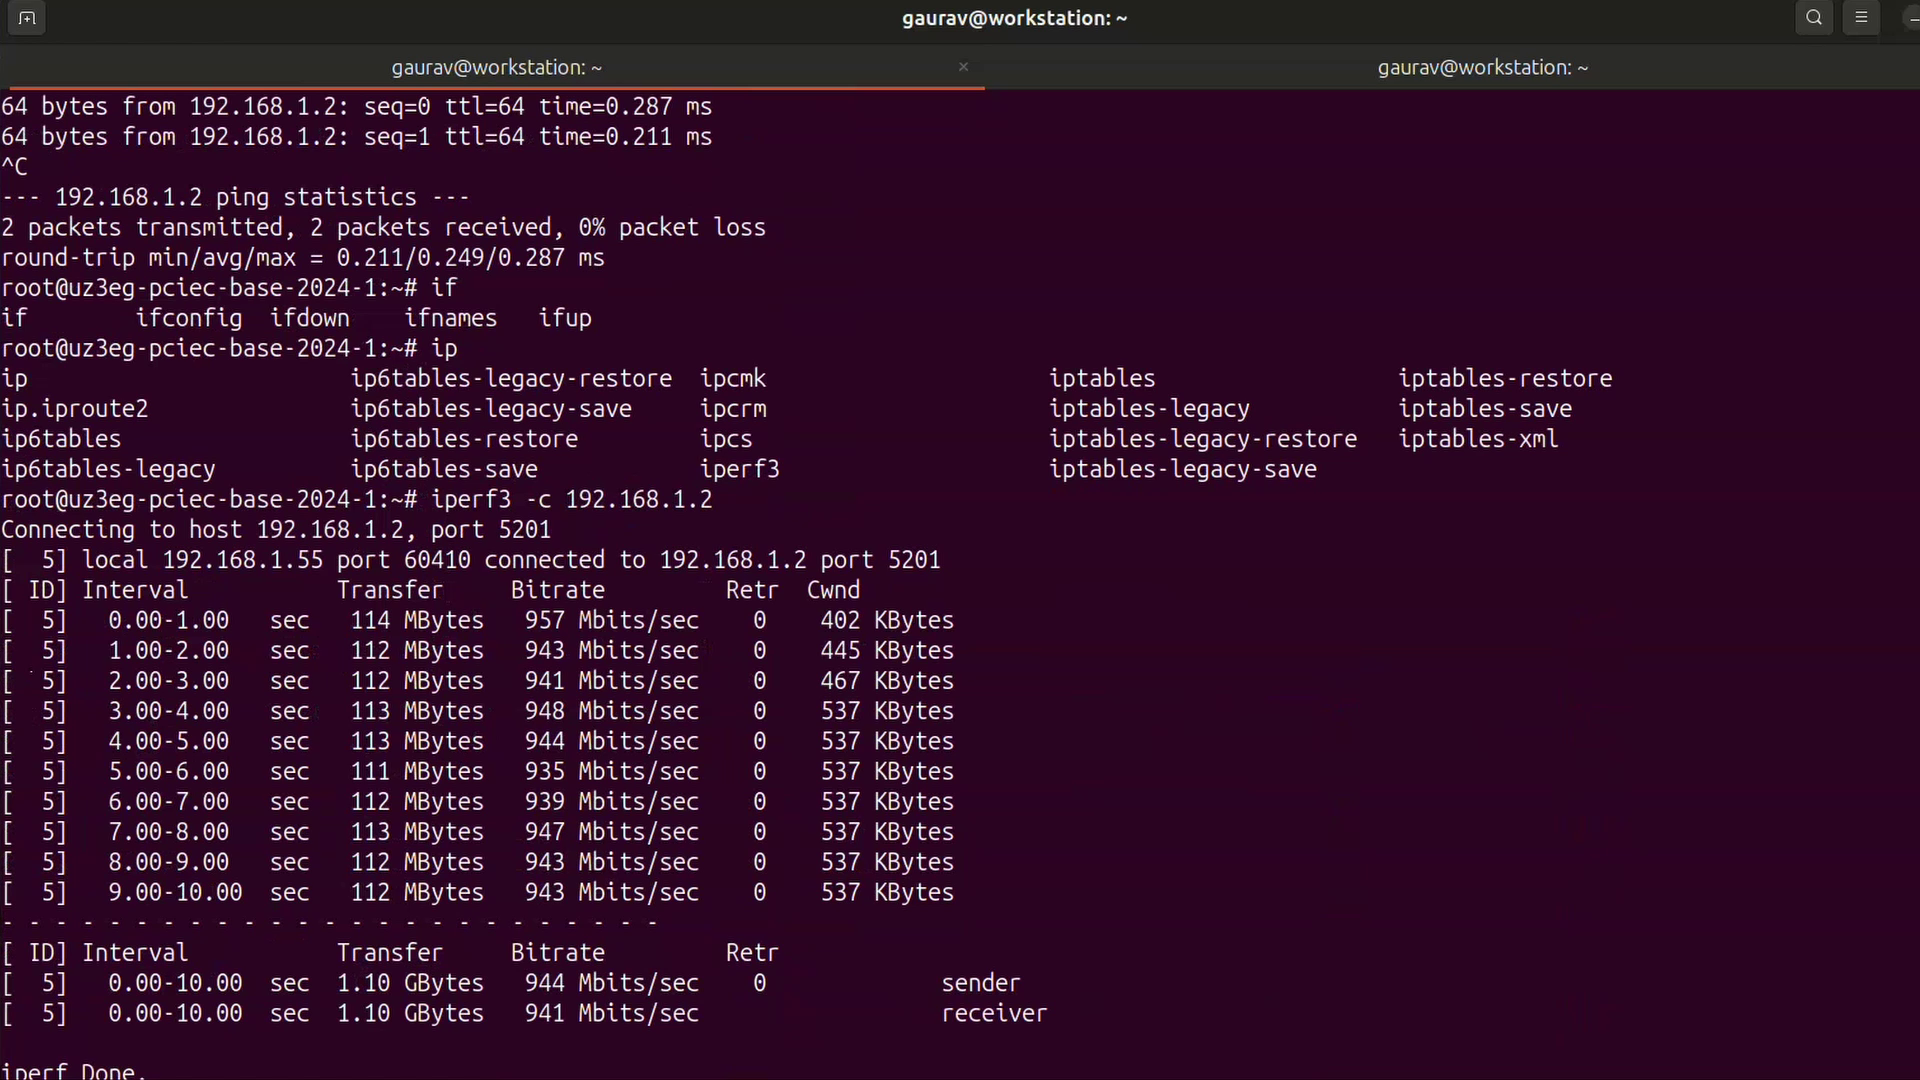 gaurav@workstation: ~
gaurav@workstation: ~ × gaurav@workstation: ~
64 bytes from 192.168.1.2: seq=0 ttl=64 time=0.287 ms
64 bytes from 192.168.1.2: seq=1 ttl=64 time=0.211 ms
^C
--- 192.168.1.2 ping statistics ---
2 packets transmitted, 2 packets received, 0% packet loss
round-trip min/avg/max = 0.211/0.249/0.287 ms
root@uz3eg-pciec-base-2024-1:~# if
if ifconfig ifdown ifnames ifup
root@uz3eg-pciec-base-2024-1:~# ip
ip ip6tables-legacy-restore ipcmk iptables iptables-restore
ip.iproute2 ip6tables-legacy-save ipcrm iptables-legacy iptables-save
ip6tables ip6tables-restore ipcs iptables-legacy-restore iptables-xml
ip6tables-legacy ip6tables-save iperf3 iptables-legacy-save
root@uz3eg-pciec-base-2024-1:~# iperf3 -c 192.168.1.2
Connecting to host 192.168.1.2, port 5201
[  5] local 192.168.1.55 port 60410 connected to 192.168.1.2 port 5201
[ ID] Interval Transfer Bitrate Retr Cwnd
[  5] 0.00-1.00 sec 114 MBytes 957 Mbits/sec 0 402 KBytes
[  5] 1.00-2.00 sec 112 MBytes 943 Mbits/sec 0 445 KBytes
[  5] 2.00-3.00 sec 112 MBytes 941 Mbits/sec 0 467 KBytes
[  5] 3.00-4.00 sec 113 MBytes 948 Mbits/sec 0 537 KBytes
[  5] 4.00-5.00 sec 113 MBytes 944 Mbits/sec 0 537 KBytes
[  5] 5.00-6.00 sec 111 MBytes 935 Mbits/sec 0 537 KBytes
[  5] 6.00-7.00 sec 112 MBytes 939 Mbits/sec 0 537 KBytes
[  5] 7.00-8.00 sec 113 MBytes 947 Mbits/sec 0 537 KBytes
[  5] 8.00-9.00 sec 112 MBytes 943 Mbits/sec 0 537 KBytes
[  5] 9.00-10.00 sec 112 MBytes 943 Mbits/sec 0 537 KBytes
- - - - - - - - - - - - - - - - - - - - - - - - -
[ ID] Interval Transfer Bitrate Retr
[  5] 0.00-10.00 sec 1.10 GBytes 944 Mbits/sec 0 sender
[  5] 0.00-10.00 sec 1.10 GBytes 941 Mbits/sec receiver
iperf Done.